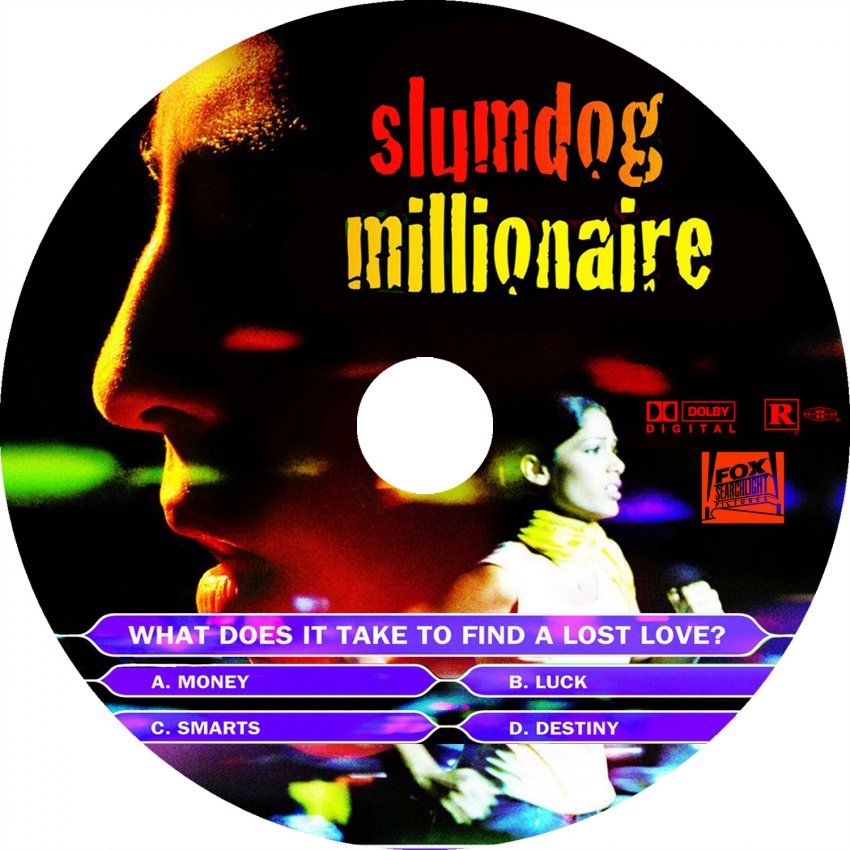 slumdog
millionaire
DOLBY
DIGITAL
R
FOX
SEARCHLIGHT
PICTURES
WHAT DOES IT TAKE TO FIND A LOST LOVE?
A. MONEY
B. LUCK
C. SMARTS
D. DESTINY